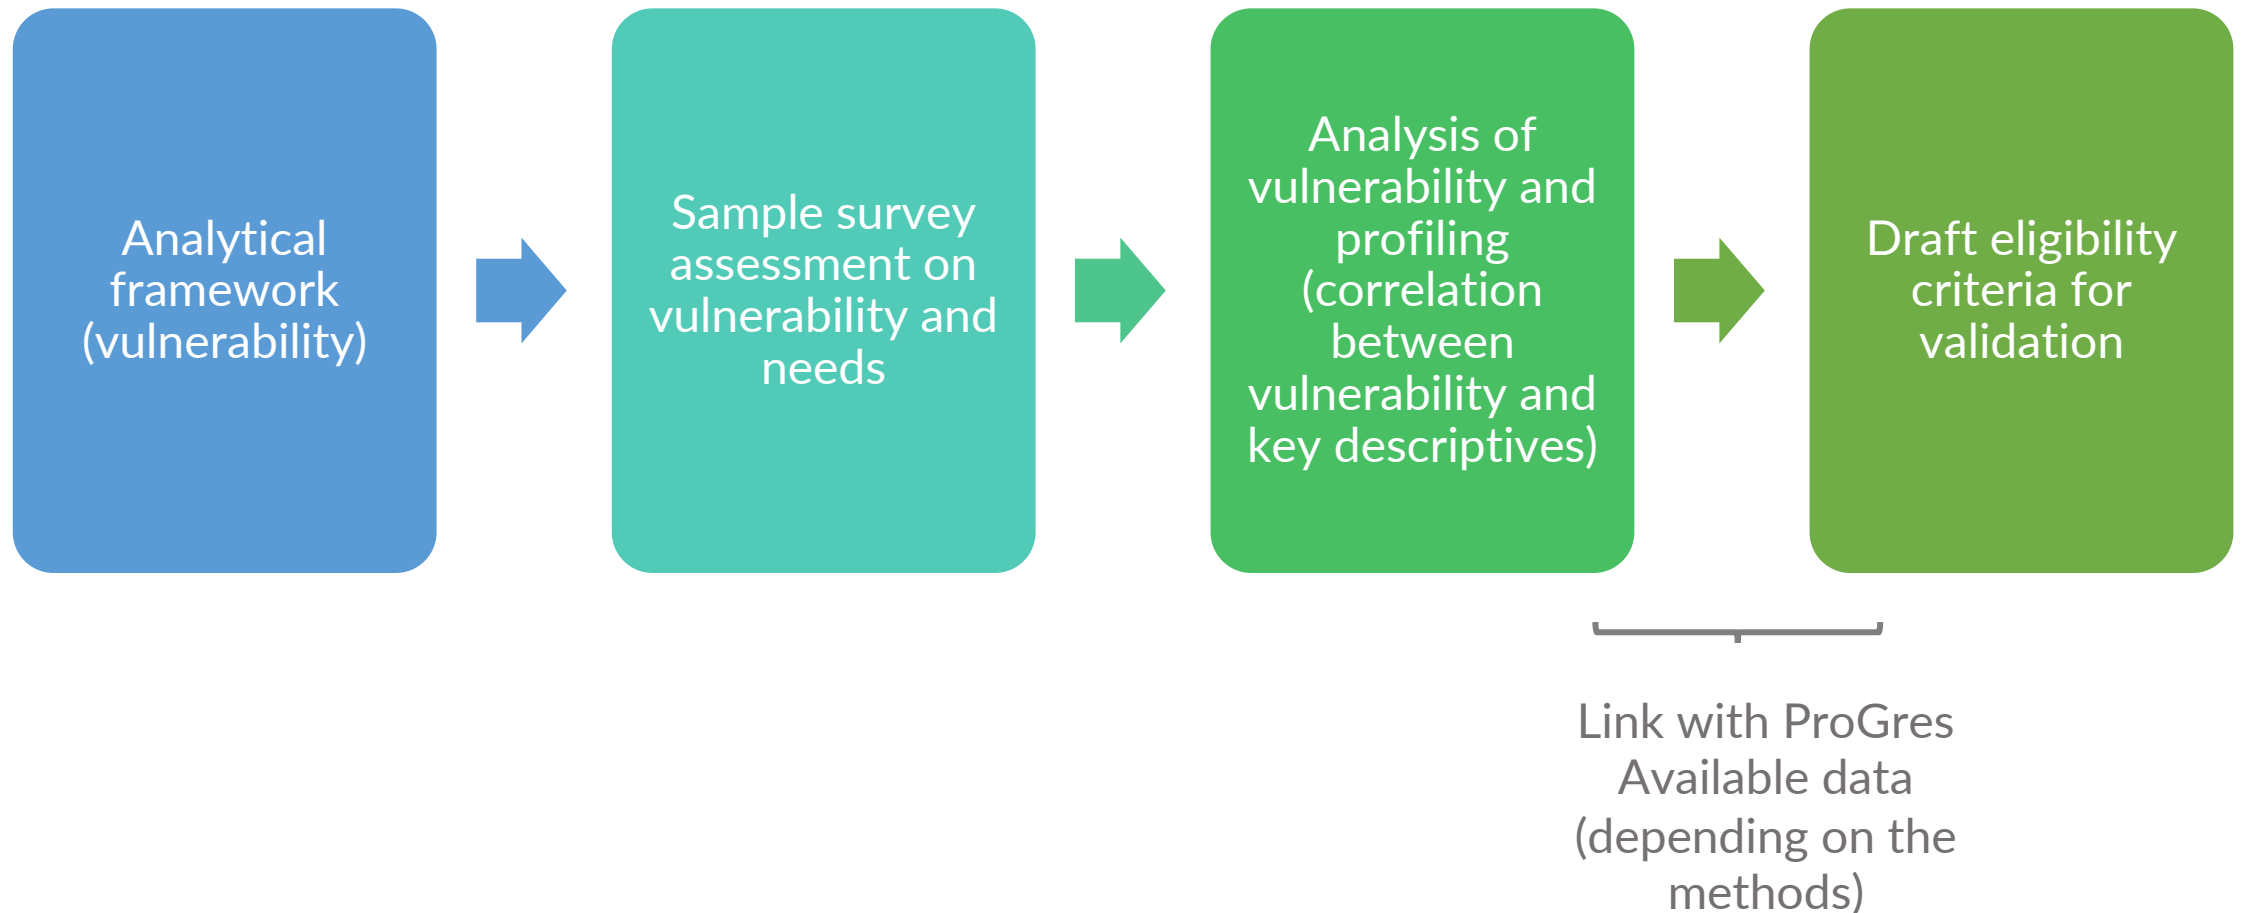 Analytical
framework
(vulnerability)
Sample survey
assessment on
vulnerability and
needs
Analysis of
vulnerability and
profiling
(correlation
between
vulnerability and
key descriptives)
Draft eligibility
criteria for
validation
Link with ProGres
Available data
(depending on the
methods)